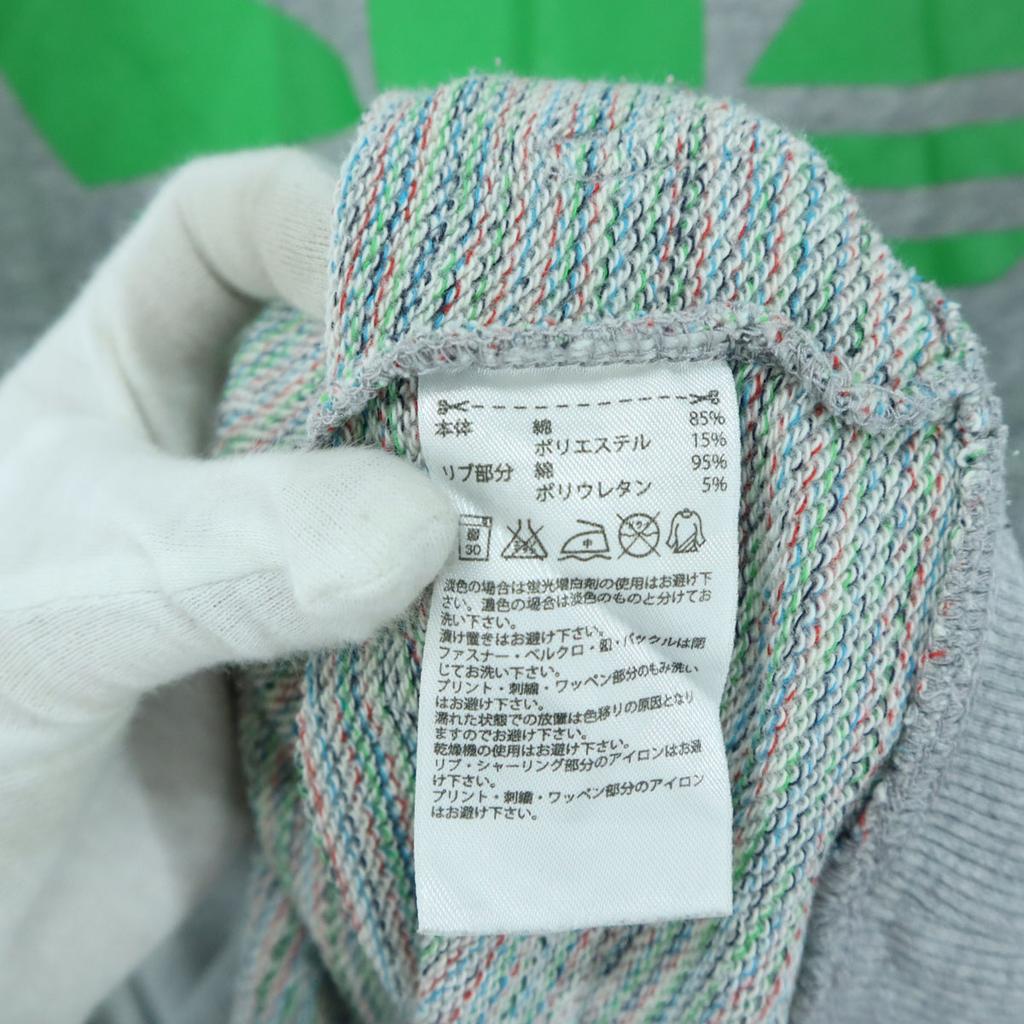 本体 綿 85%
ポリエステル 15%
リブ部分 綿 95%
ポリウレタン 5%
弱 30 中
淡色の場合は蛍光増白剤の使用はお避け下
さい。濃色の場合は淡色のものと分けてお
洗い下さい。
漬け置きはお避け下さい。
ファスナー・ベルクロ・釦・バックルは閉
じてお洗い下さい。
プリント・刺繍・ワッペン部分のもみ洗い
はお避け下さい。
濡れた状態での放置は色移りの原因となり
ますのでお避け下さい。
乾燥機の使用はお避け下さい。
リブ・シャーリング部分のアイロンはお避
け下さい。
プリント・刺繍・ワッペン部分のアイロン
はお避け下さい。